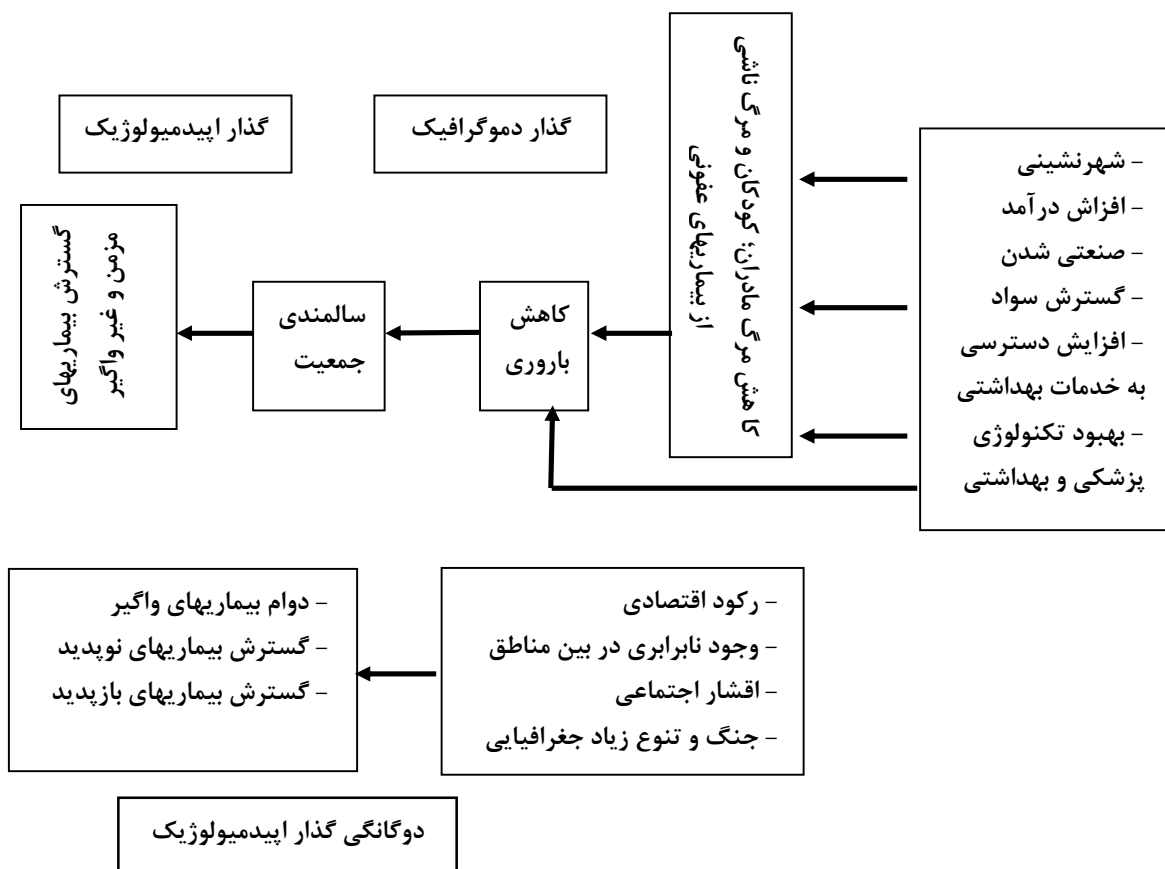 گذار اپیدمیولوژیک
گذار دموگرافیک
کا هش مرگ مادران؛ کودکان و مرگ ناشی
از بیماریهای عفونی
- شهرنشینی
- افزاش درآمد
- صنعتی شدن
- گسترش سواد
- افزایش دسترسی
به خدمات بهداشتی
- بهبود تکنولوژی
پزشکی و بهداشتی
کاهش
باروری
سالمندی
جمعیت
گسترش بیماریهای
مزمن و غیر واگیر
- رکود اقتصادی
- وجود نابرابری در بین مناطق
- اقشار اجتماعی
- جنگ و تنوع زیاد جغرافیایی
- دوام بیماریهای واگیر
- گسترش بیماریهای نوپدید
- گسترش بیماریهای بازپدید
دوگانگی گذار اپیدمیولوژیک